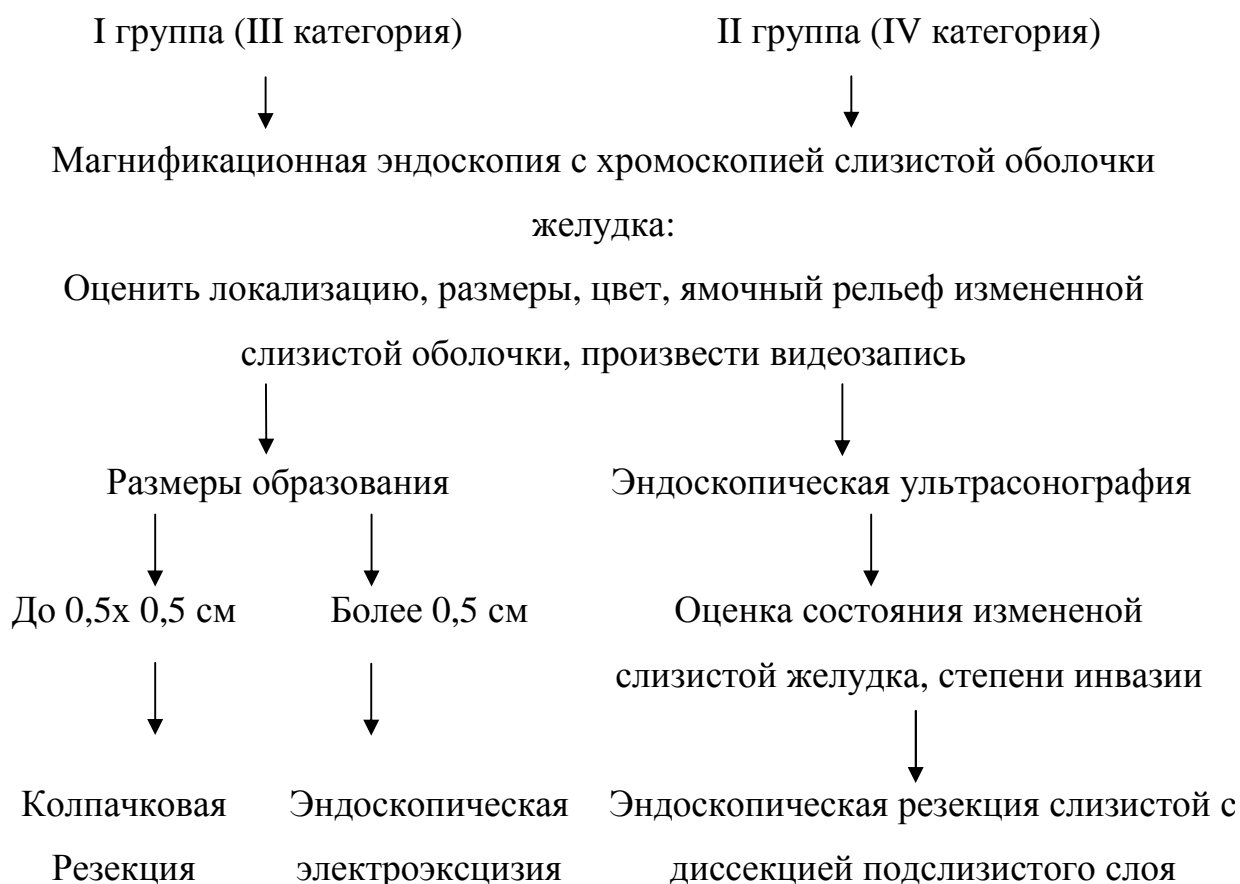 I группа (III категория) II группа (IV категория)
Магнификационная эндоскопия с хромоскопией слизистой оболочки
желудка:
Оценить локализацию, размеры, цвет, ямочный рельеф измененной
слизистой оболочки, произвести видеозапись
Размеры образования Эндоскопическая ультрасонография
До 0,5х 0,5 см Более 0,5 см Оценка состояния измененой
слизистой желудка, степени инвазии
Колпачковая Эндоскопическая Эндоскопическая резекция слизистой с
Резекция электроэксцизия диссекцией подслизистого слоя